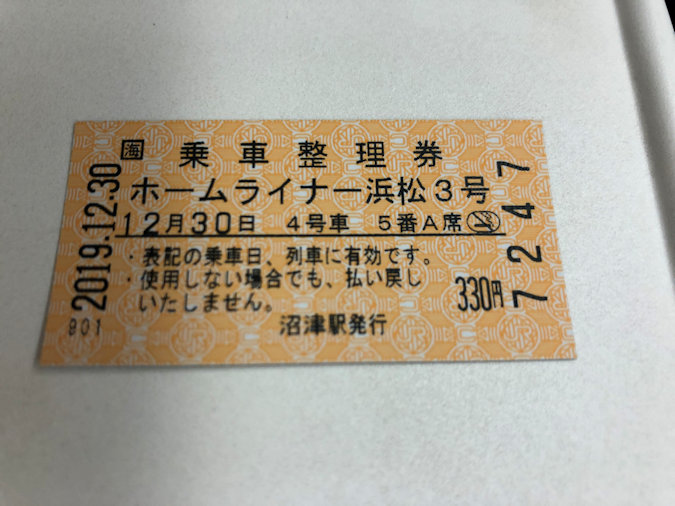 海 乗車整理券
ホームライナー浜松3号
12月30日 4号車 5番A席
・表記の乗車日、列車に有効です。
・使用しない場合でも、払い戻し
いたしません。
330円
沼津駅発行
2019.12.30
901
7247